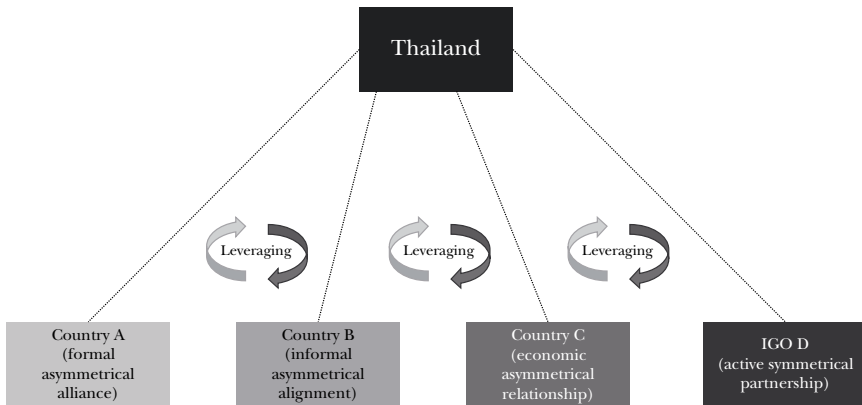 Thailand
Leveraging
Leveraging
Leveraging
Country A
(formal
asymmetrical
alliance)
Country B
(informal
asymmetrical
alignment)
Country C
(economic
asymmetrical
relationship)
IGO D
(active symmetrical
partnership)